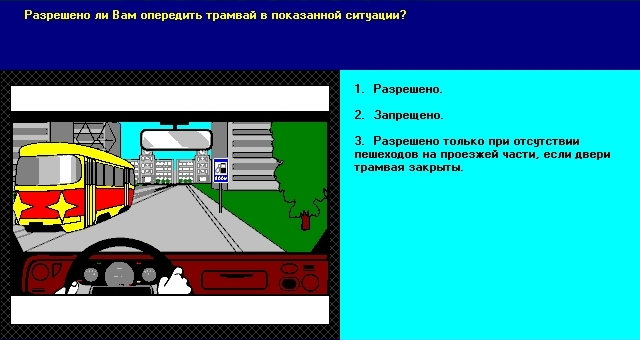 Разрешено ли Вам опередить трамвай в показанной ситуации?
1. Разрешено.
2. Запрещено.
3. Разрешено только при отсутствии
пешеходов на проезжей части, если двери
трамвая закрыты.